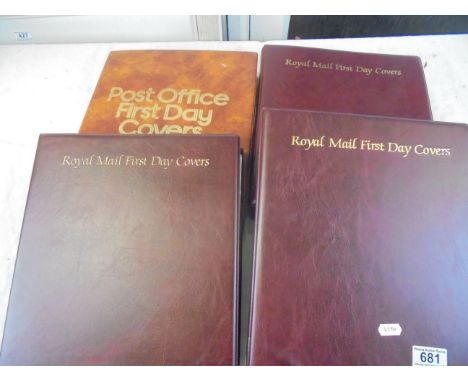 427
Post Office
First Day
Covers
Royal Mail First Day Covers
Royal Mail First Day Covers
Royal Mail First Day Covers
681